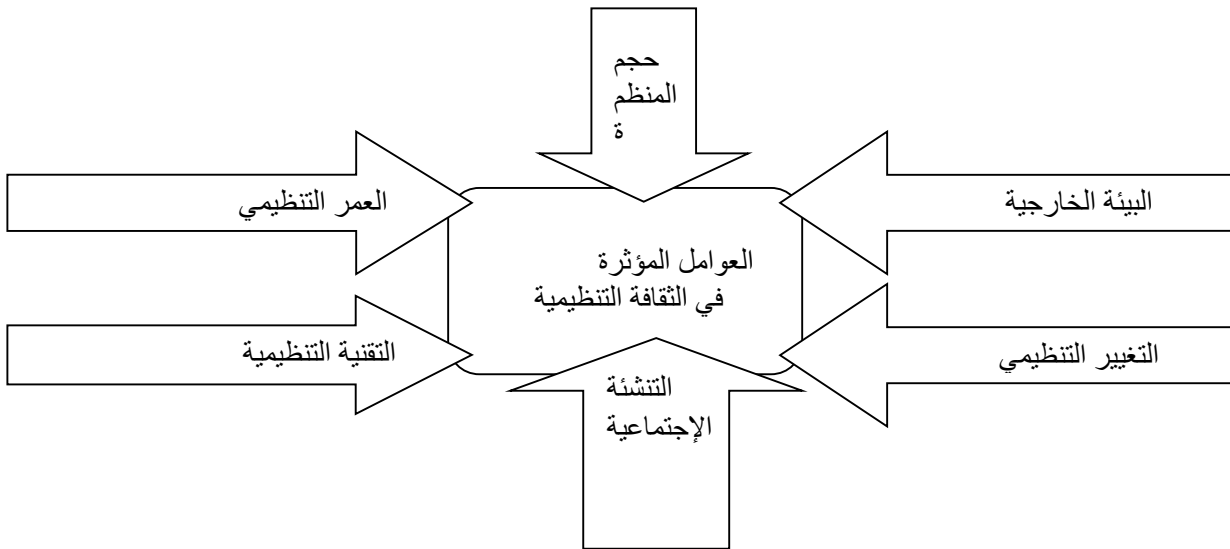 حجم
المنظم
ة
البيئة الخارجية
العمر التنظيمي
العوامل المؤثرة
في الثقافة التنظيمية
التغيير التنظيمي
التقنية التنظيمية
التنشئة
الإجتماعية